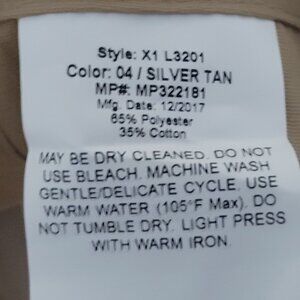 Style: X1 L3201
Color: 04 / SILVER TAN
MP#: MP322181
Mfg. Date: 12/2017
65% Polyester
35% Cotton
MAY BE DRY CLEANED. DO NOT
USE BLEACH. MACHINE WASH
GENTLE/DELICATE CYCLE. USE
WARM WATER (105°F Max). DO
NOT TUMBLE DRY. LIGHT PRESS
WITH WARM IRON.